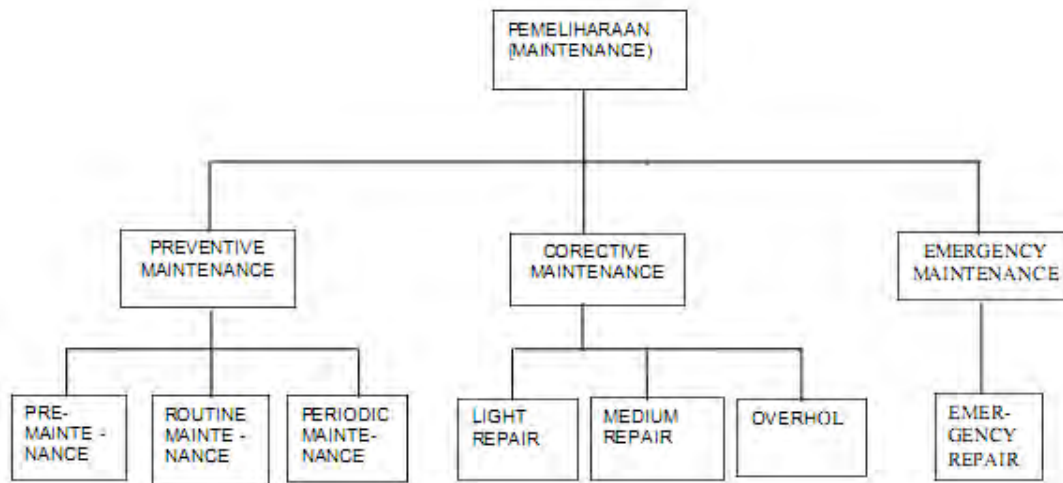 PEMELIHARAAN
(MAINTENANCE)
PREVENTIVE
MAINTENANCE
CORECTIVE
MAINTENANCE
EMERGENCY
MAINTENANCE
PRE-
MAINTE -
NANCE
ROUTINE
MAINTE -
NANCE
PERIODIC
MAINTE-
NANCE
LIGHT
REPAIR
MEDIUM
REPAIR
OVERHOL
EMER-
GENCY
REPAIR